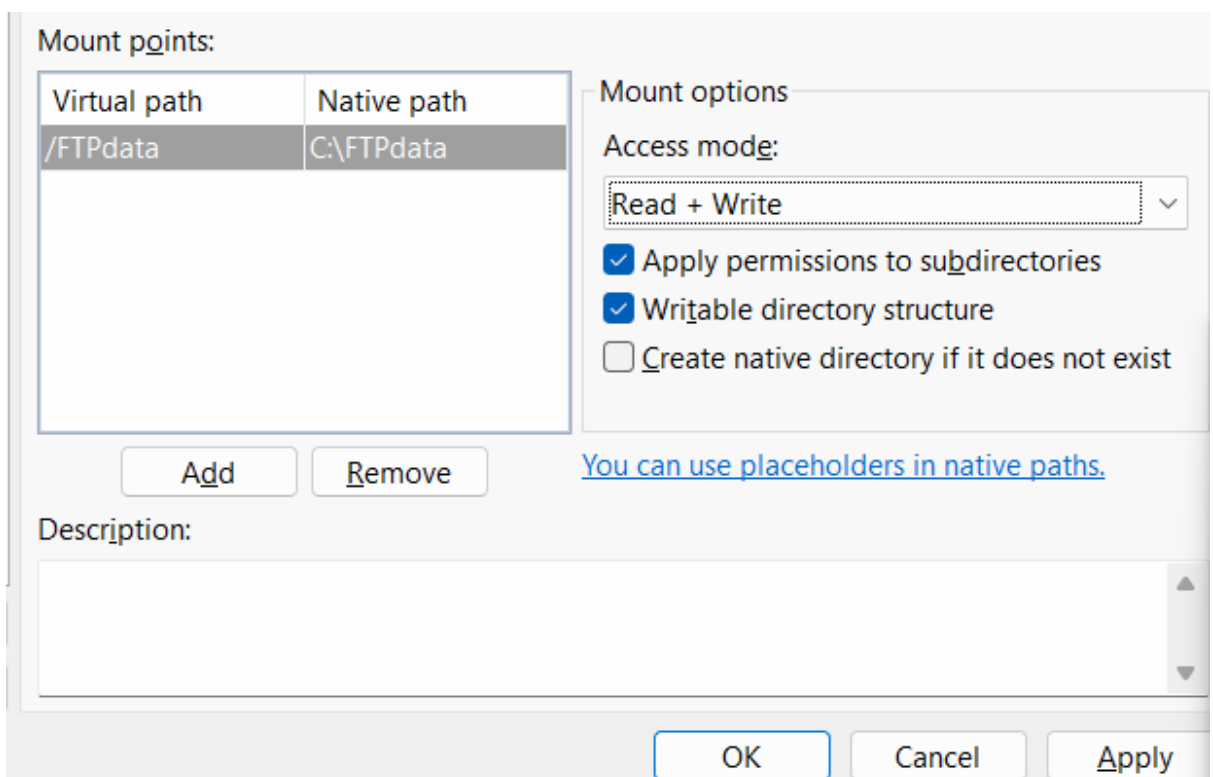 Mount points:
Virtual path Native path
/FTPdata C:\FTPdata
Mount options
Access mode:
Read + Write
Apply permissions to subdirectories
Writable directory structure
Create native directory if it does not exist
Add Remove
You can use placeholders in native paths.
Description:
OK Cancel Apply